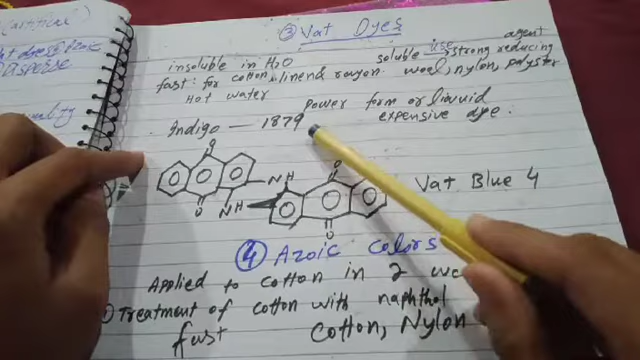 (artificial
③ Vat Dyes
insoluble in H₂O
soluble use strong reducing agent
fast: for cotton, linen d rayon. wool, nylon, polyster
Hot water
Power form or liquid
Indigo — 1879
expensive dye.
O
O
NH
NH
O
O
Vat Blue 4
④ Azoic colors
Applied to cotton in 2
① Treatment of cotton with naphthol
fast
Cotton, Nylon